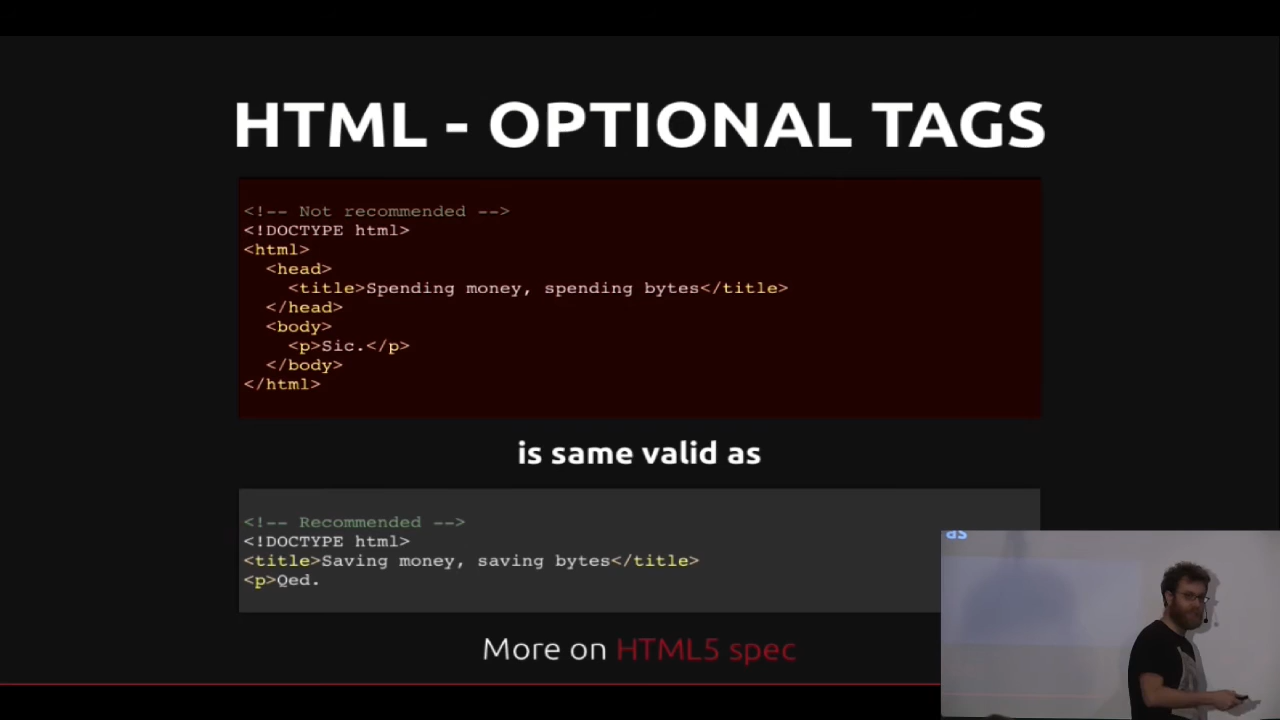 HTML - OPTIONAL TAGS
<!-- Not recommended -->
<!DOCTYPE html>
<html>
  <head>
    <title>Spending money, spending bytes</title>
  </head>
  <body>
    <p>Sic.</p>
  </body>
</html>
is same valid as
<!-- Recommended -->
<!DOCTYPE html>
<title>Saving money, saving bytes</title>
<p>Qed.
as
More on HTML5 spec